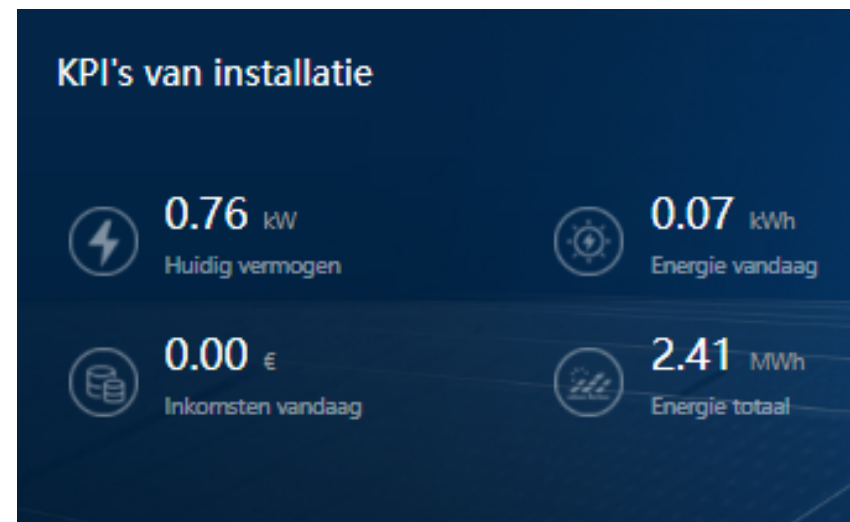 KPI's van installatie
0.76 kW
Huidig vermogen
0.07 kWh
Energie vandaag
0.00 €
Inkomsten vandaag
2.41 MWh
Energie totaal